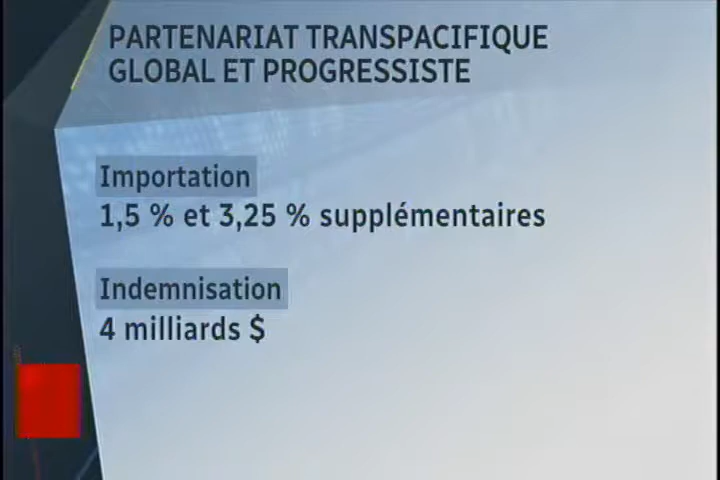 PARTENARIAT TRANSPACIFIQUE
GLOBAL ET PROGRESSISTE
Importation
1,5 % et 3,25 % supplémentaires
Indemnisation
4 milliards $